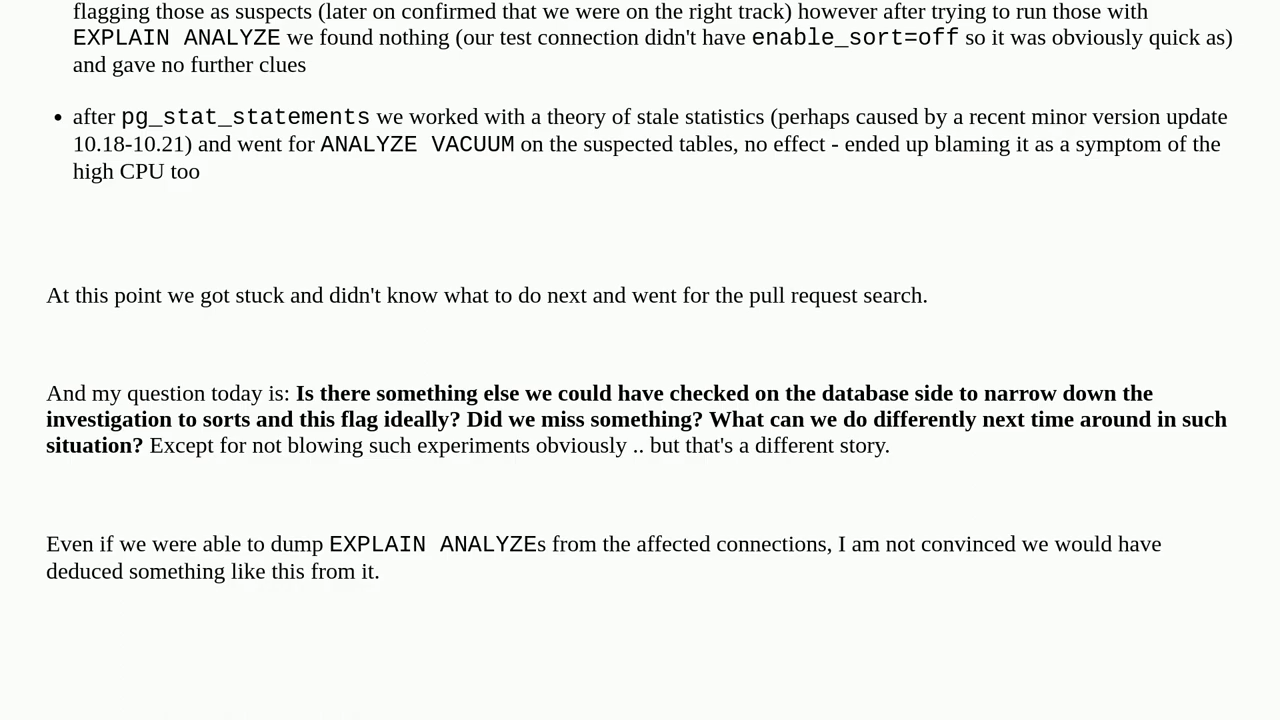 flagging those as suspects (later on confirmed that we were on the right track) however after trying to run those with
EXPLAIN ANALYZE we found nothing (our test connection didn't have enable_sort=off so it was obviously quick as)
and gave no further clues
• after pg_stat_statements we worked with a theory of stale statistics (perhaps caused by a recent minor version update
10.18-10.21) and went for ANALYZE VACUUM on the suspected tables, no effect - ended up blaming it as a symptom of the
high CPU too
At this point we got stuck and didn't know what to do next and went for the pull request search.
And my question today is: Is there something else we could have checked on the database side to narrow down the
investigation to sorts and this flag ideally? Did we miss something? What can we do differently next time around in such
situation? Except for not blowing such experiments obviously .. but that's a different story.
Even if we were able to dump EXPLAIN ANALYZEs from the affected connections, I am not convinced we would have
deduced something like this from it.